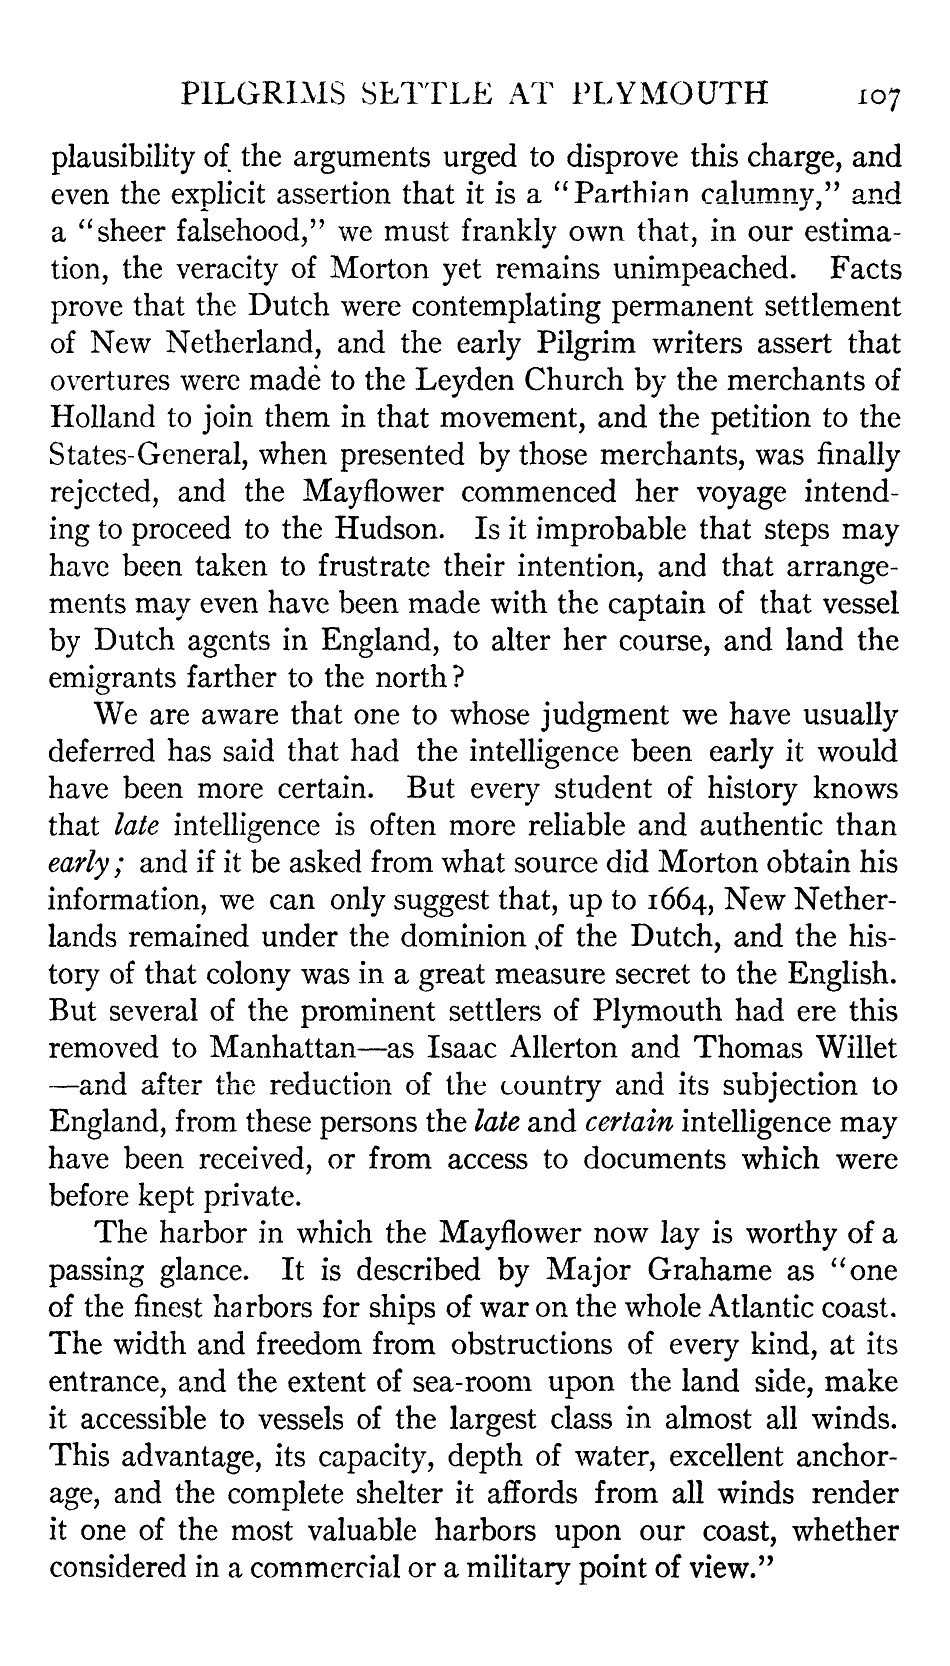 PILGRIMS SETTLE AT PLYMOUTH 107
plausibility of the arguments urged to disprove this charge, and
even the explicit assertion that it is a “Parthian calumny,” and
a “sheer falsehood,” we must frankly own that, in our estima-
tion, the veracity of Morton yet remains unimpeached. Facts
prove that the Dutch were contemplating permanent settlement
of New Netherland, and the early Pilgrim writers assert that
overtures were made to the Leyden Church by the merchants of
Holland to join them in that movement, and the petition to the
States-General, when presented by those merchants, was finally
rejected, and the Mayflower commenced her voyage intend-
ing to proceed to the Hudson. Is it improbable that steps may
have been taken to frustrate their intention, and that arrange-
ments may even have been made with the captain of that vessel
by Dutch agents in England, to alter her course, and land the
emigrants farther to the north?
We are aware that one to whose judgment we have usually
deferred has said that had the intelligence been early it would
have been more certain. But every student of history knows
that late intelligence is often more reliable and authentic than
early; and if it be asked from what source did Morton obtain his
information, we can only suggest that, up to 1664, New Nether-
lands remained under the dominion of the Dutch, and the his-
tory of that colony was in a great measure secret to the English.
But several of the prominent settlers of Plymouth had ere this
removed to Manhattan—as Isaac Allerton and Thomas Willet
—and after the reduction of the country and its subjection to
England, from these persons the late and certain intelligence may
have been received, or from access to documents which were
before kept private.
The harbor in which the Mayflower now lay is worthy of a
passing glance. It is described by Major Grahame as “one
of the finest harbors for ships of war on the whole Atlantic coast.
The width and freedom from obstructions of every kind, at its
entrance, and the extent of sea-room upon the land side, make
it accessible to vessels of the largest class in almost all winds.
This advantage, its capacity, depth of water, excellent anchor-
age, and the complete shelter it affords from all winds render
it one of the most valuable harbors upon our coast, whether
considered in a commercial or a military point of view.”